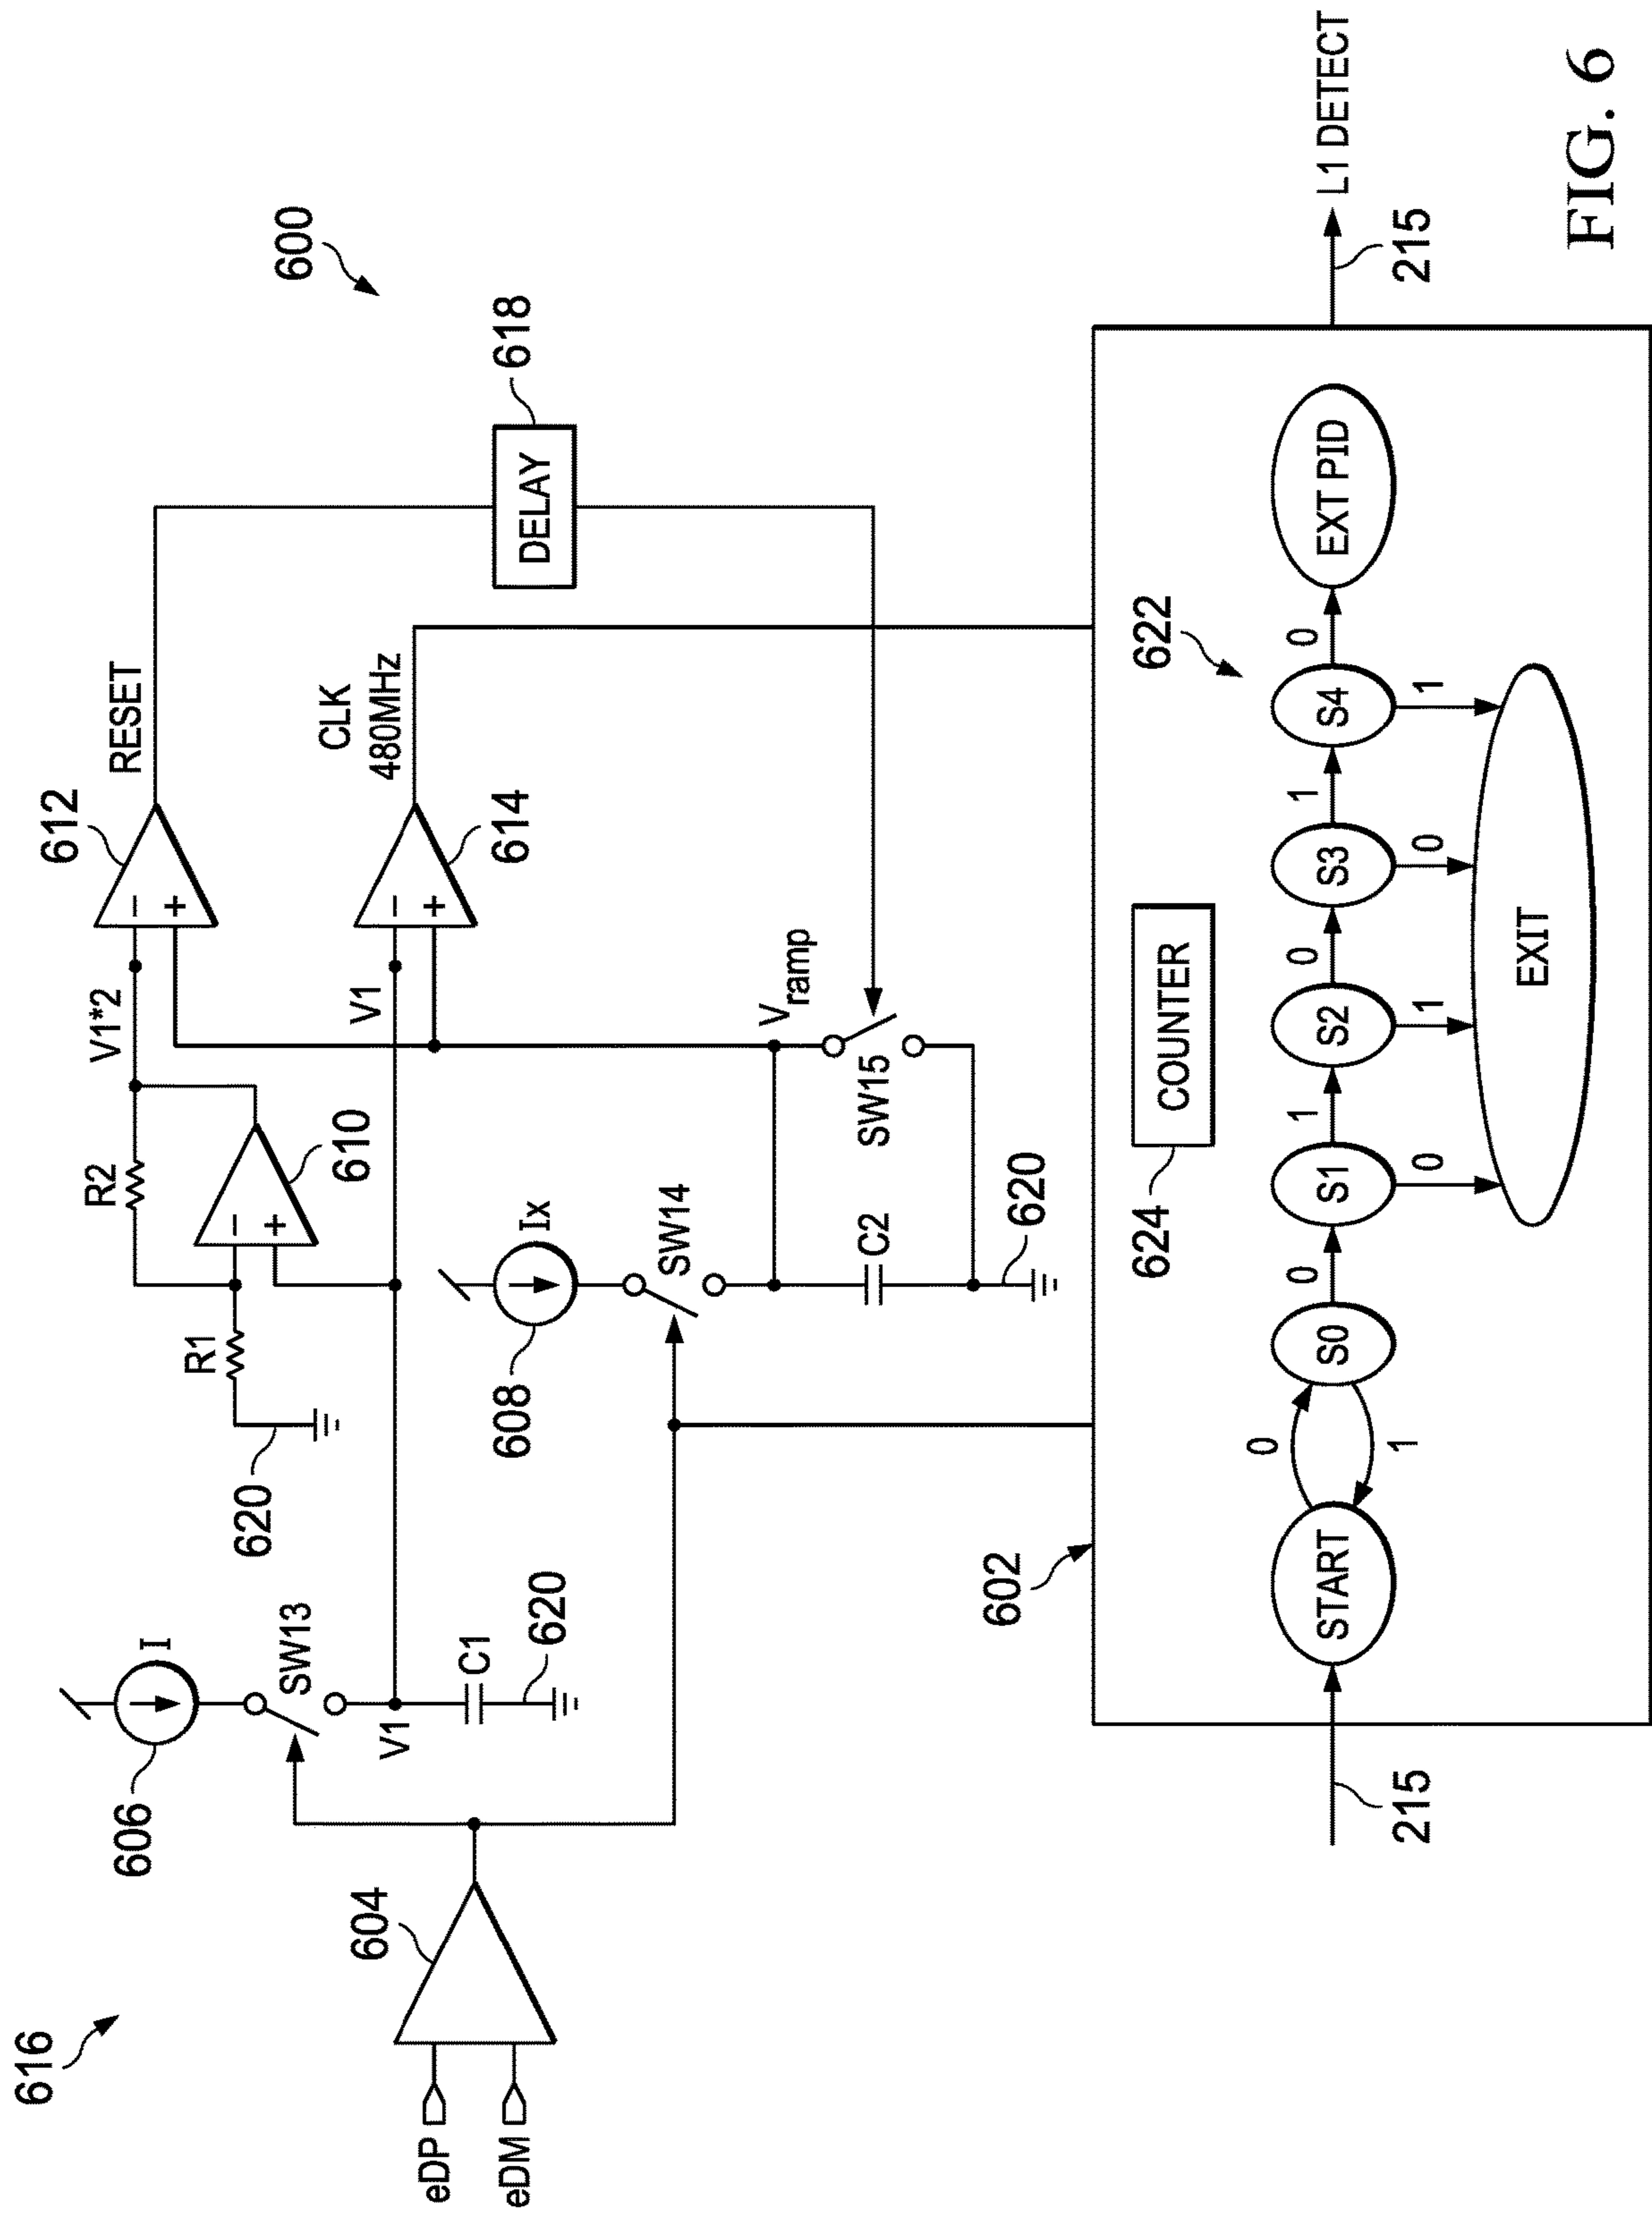 616
600
606
I
SW13
V1
C1
620
604
eDP
eDM
620
R1
R2
610
V1*2
612
RESET
V1
614
CLK
480MHz
618
DELAY
608
Ix
SW14
C2
620
SW15
Vramp
602
624
COUNTER
622
215
START
0
1
S0
0
S1
1
S2
0
S3
1
S4
0
EXT PID
0
1
0
1
EXIT
215
L1 DETECT
FIG. 6